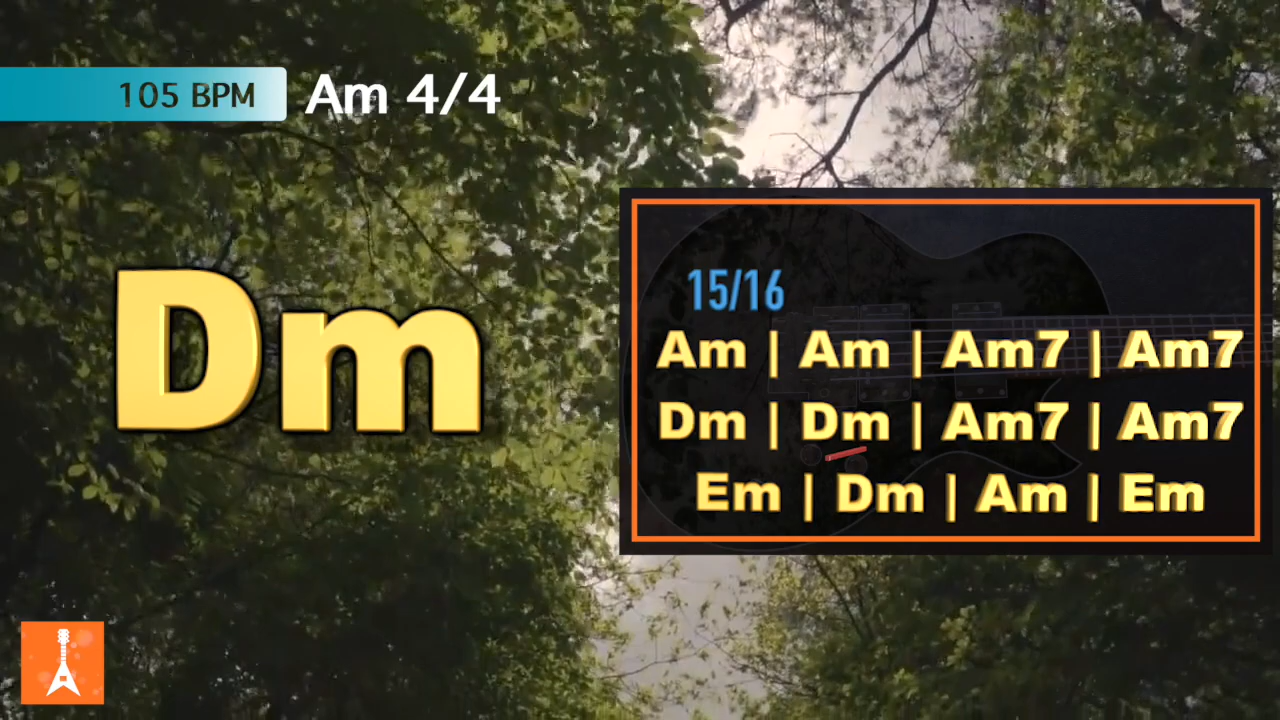 105 BPM Am 4/4
Dm
15/16
Am | Am | Am7 | Am7
Dm | Dm | Am7 | Am7
Em | Dm | Am | Em